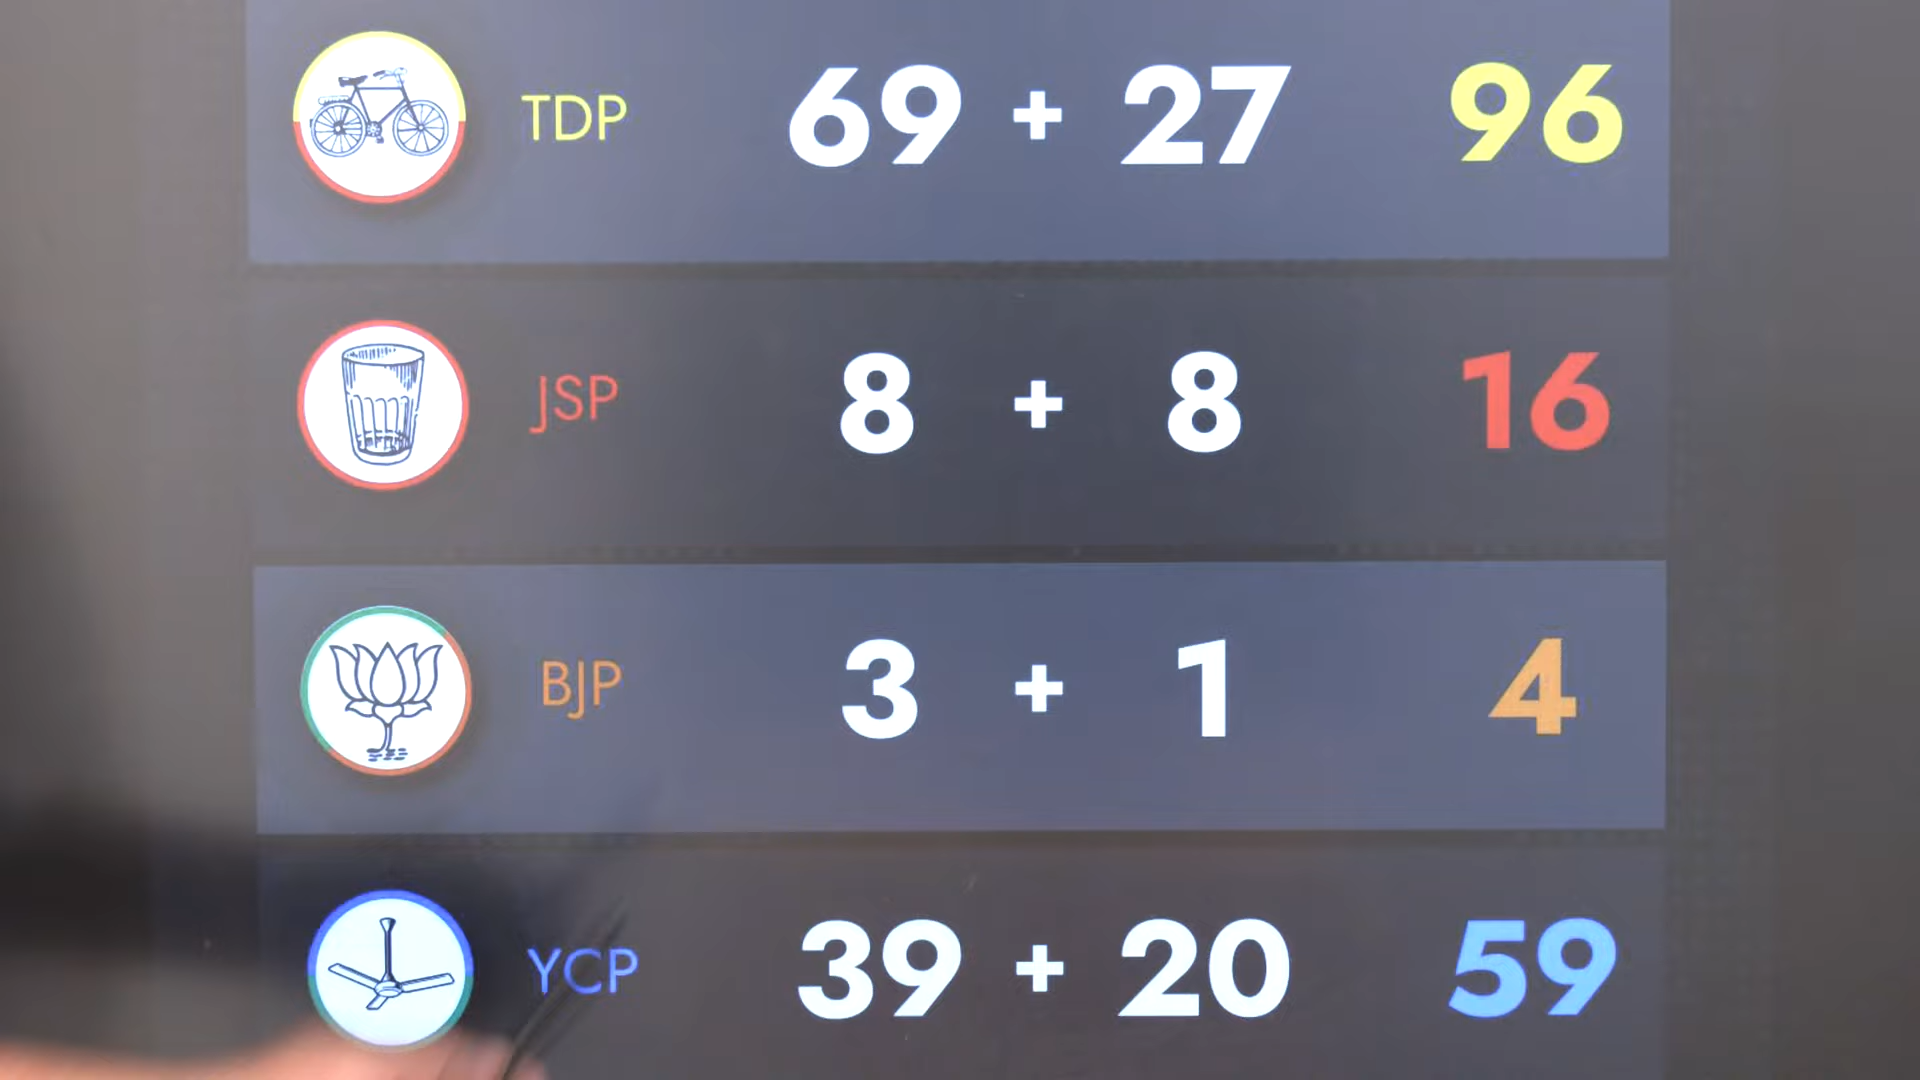 TDP 69 + 27 96
JSP 8 + 8 16
BJP 3 + 1 4
YCP 39 + 20 59